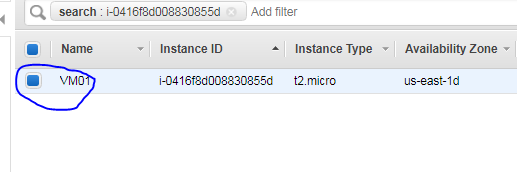 search : i-0416f8d008830855d Add filter
Name Instance ID Instance Type Availability Zone
VM01 i-0416f8d008830855d t2.micro us-east-1d